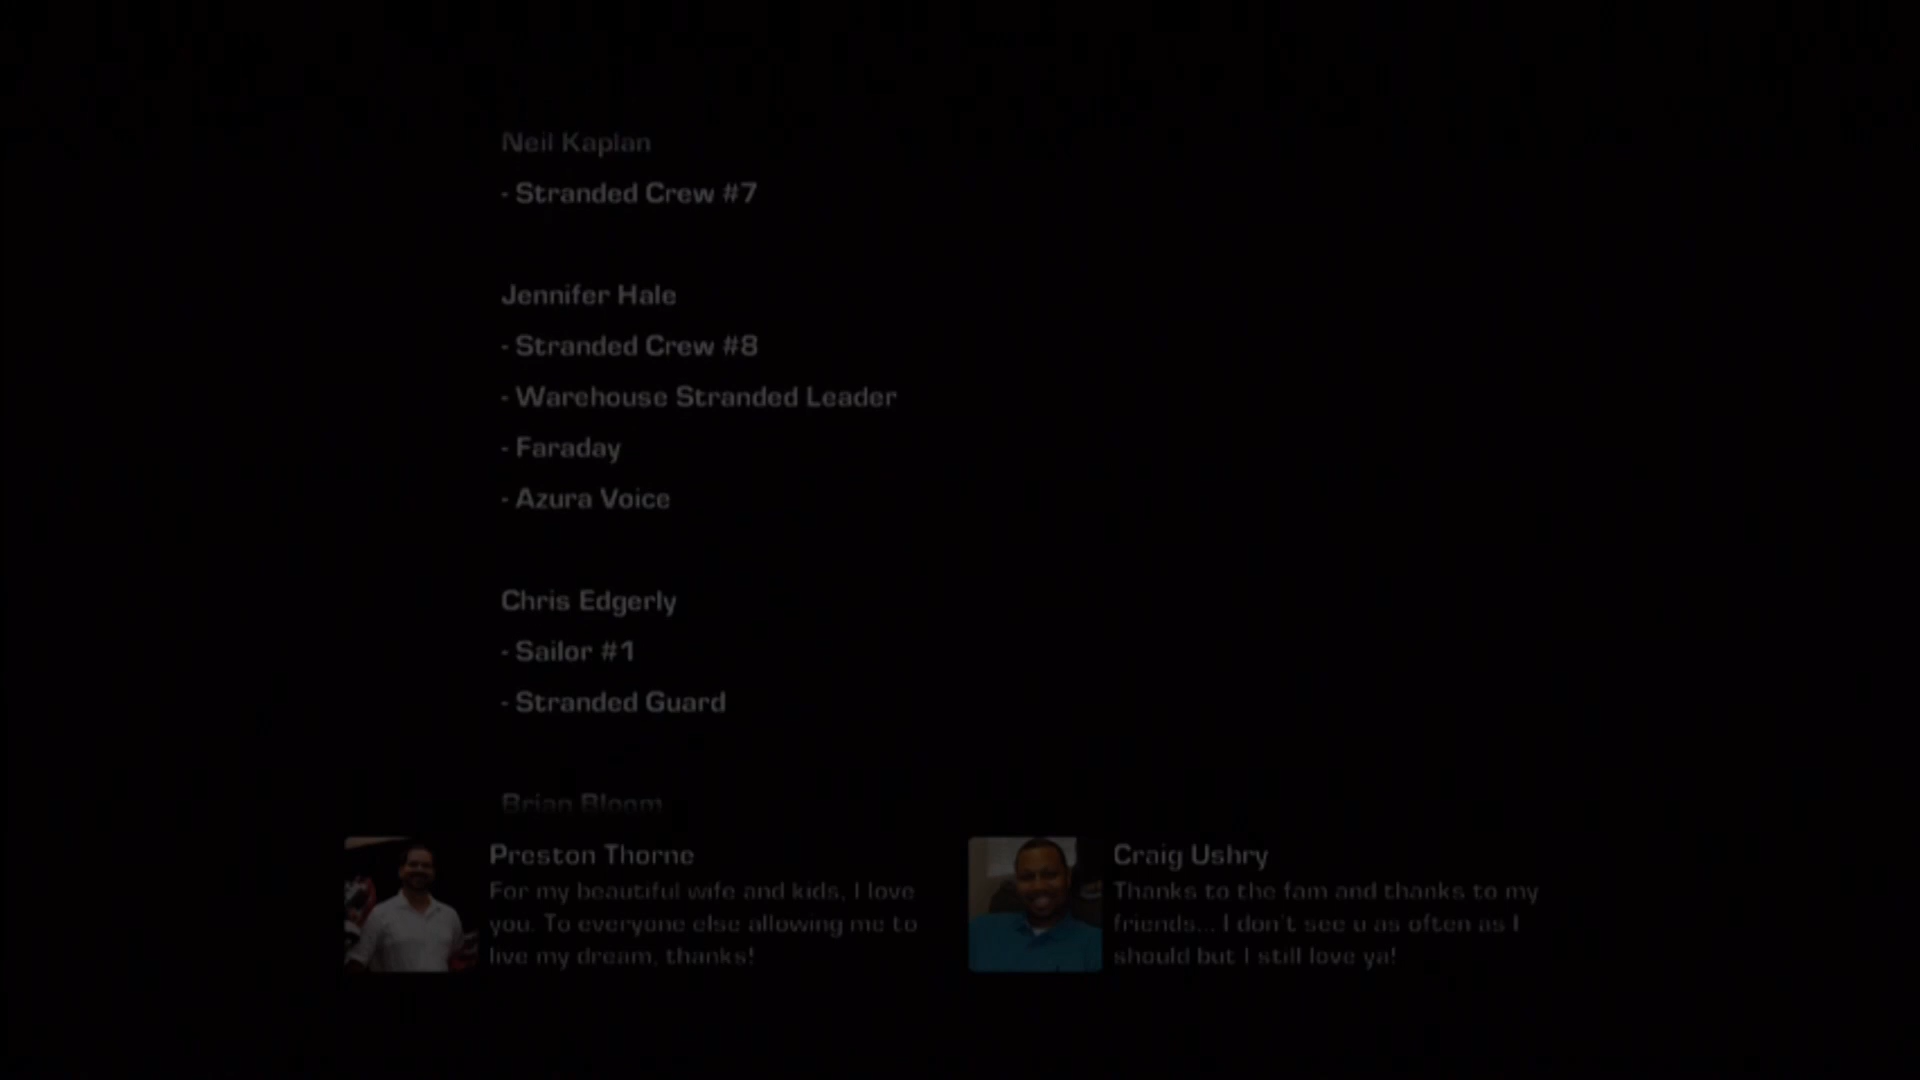 Neil Kaplan
- Stranded Crew #7
Jennifer Hale
- Stranded Crew #8
- Warehouse Stranded Leader
- Faraday
- Azura Voice
Chris Edgerly
- Sailor #1
- Stranded Guard
Brian Bloom
Preston Thorne
For my beautiful wife and kids, I love
you. To everyone else allowing me to
live my dream, thanks!
Craig Ushry
Thanks to the fam and thanks to my
friends... I don't see u as often as I
should but I still love ya!